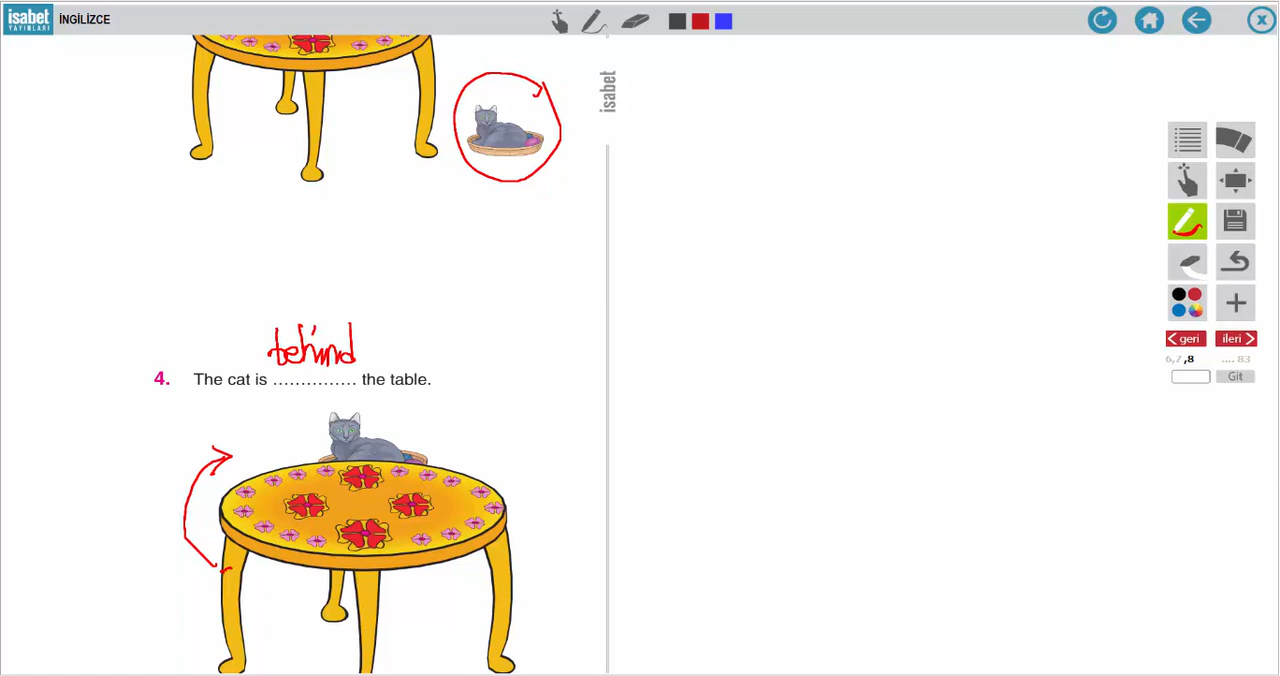 isabet
YAYINLARI
İNGİLİZCE
isabet
behind
4. The cat is ............... the table.
geri
ileri
6,7,8
.... 83
Git